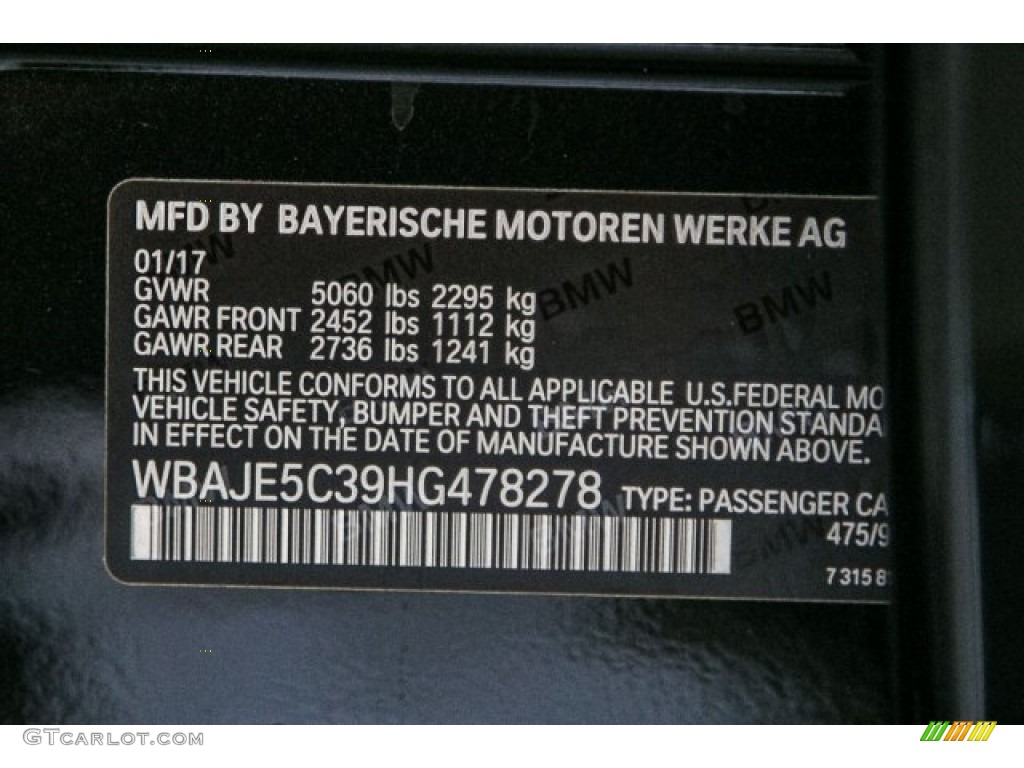 MFD BY BAYERISCHE MOTOREN WERKE AG
01/17
GVWR 5060 lbs 2295 kg
GAWR FRONT 2452 lbs 1112 kg
GAWR REAR 2736 lbs 1241 kg
THIS VEHICLE CONFORMS TO ALL APPLICABLE U.S.FEDERAL MO
VEHICLE SAFETY, BUMPER AND THEFT PREVENTION STANDA
IN EFFECT ON THE DATE OF MANUFACTURE SHOWN ABOVE.
WBAJE5C39HG478278 TYPE: PASSENGER CA
475/9
7 315 8
BMW BMW BMW BMW
GTCarlot.com